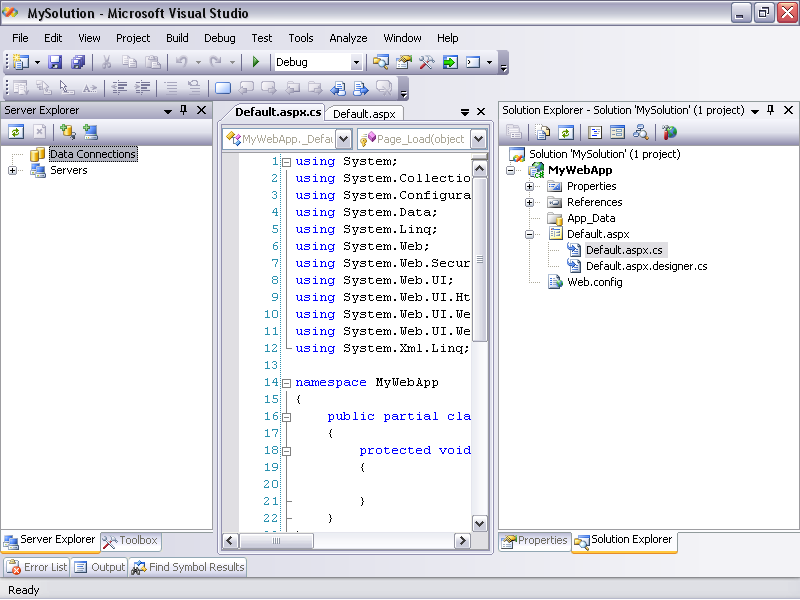 MySolution - Microsoft Visual Studio
File Edit View Project Build Debug Test Tools Analyze Window Help
Debug
Server Explorer
Data Connections
Servers
Default.aspx.cs Default.aspx
MyWebApp._Defau Page_Load(object
1 using System;
2 using System.Collectio
3 using System.Configura
4 using System.Data;
5 using System.Linq;
6 using System.Web;
7 using System.Web.Secur
8 using System.Web.UI;
9 using System.Web.UI.Ht
10 using System.Web.UI.We
11 using System.Web.UI.We
12 using System.Xml.Linq;
13
14 namespace MyWebApp
15 {
16 public partial cla
17 {
18 protected void
19 {
20
21 }
22 }
Solution Explorer - Solution 'MySolution' (1 project)
Solution 'MySolution' (1 project)
MyWebApp
Properties
References
App_Data
Default.aspx
Default.aspx.cs
Default.aspx.designer.cs
Web.config
Server Explorer Toolbox
Properties Solution Explorer
Error List Output Find Symbol Results
Ready